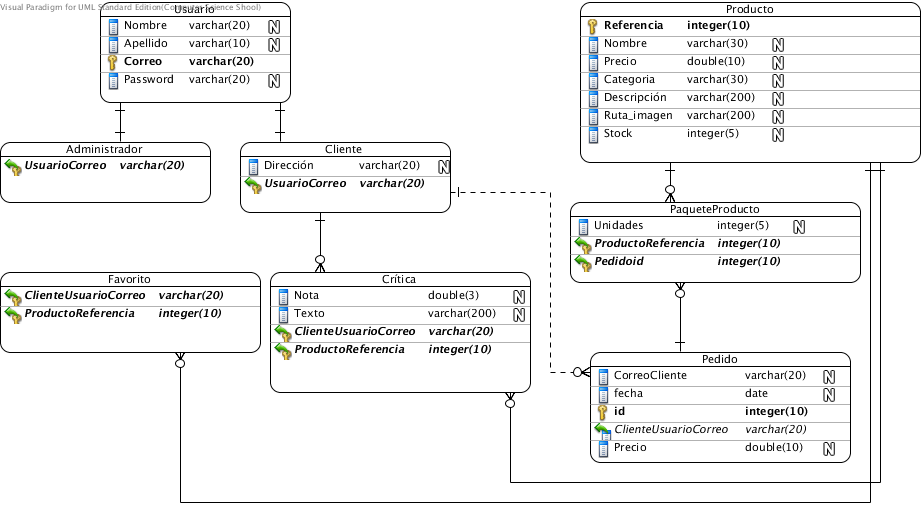 Visual Paradigm for UML Standard Edition(Computer Science Shool)
Usuario
Nombre varchar(20) N
Apellido varchar(10) N
Correo varchar(20)
Password varchar(20) N
Producto
Referencia integer(10)
Nombre varchar(30) N
Precio double(10) N
Categoria varchar(30) N
Descripción varchar(200) N
Ruta_imagen varchar(200) N
Stock integer(5) N
Administrador
UsuarioCorreo varchar(20)
Cliente
Dirección varchar(20) N
UsuarioCorreo varchar(20)
PaqueteProducto
Unidades integer(5) N
ProductoReferencia integer(10)
Pedidoid integer(10)
Favorito
ClienteUsuarioCorreo varchar(20)
ProductoReferencia integer(10)
Crítica
Nota double(3) N
Texto varchar(200) N
ClienteUsuarioCorreo varchar(20)
ProductoReferencia integer(10)
Pedido
CorreoCliente varchar(20) N
fecha date N
id integer(10)
ClienteUsuarioCorreo varchar(20)
Precio double(10) N